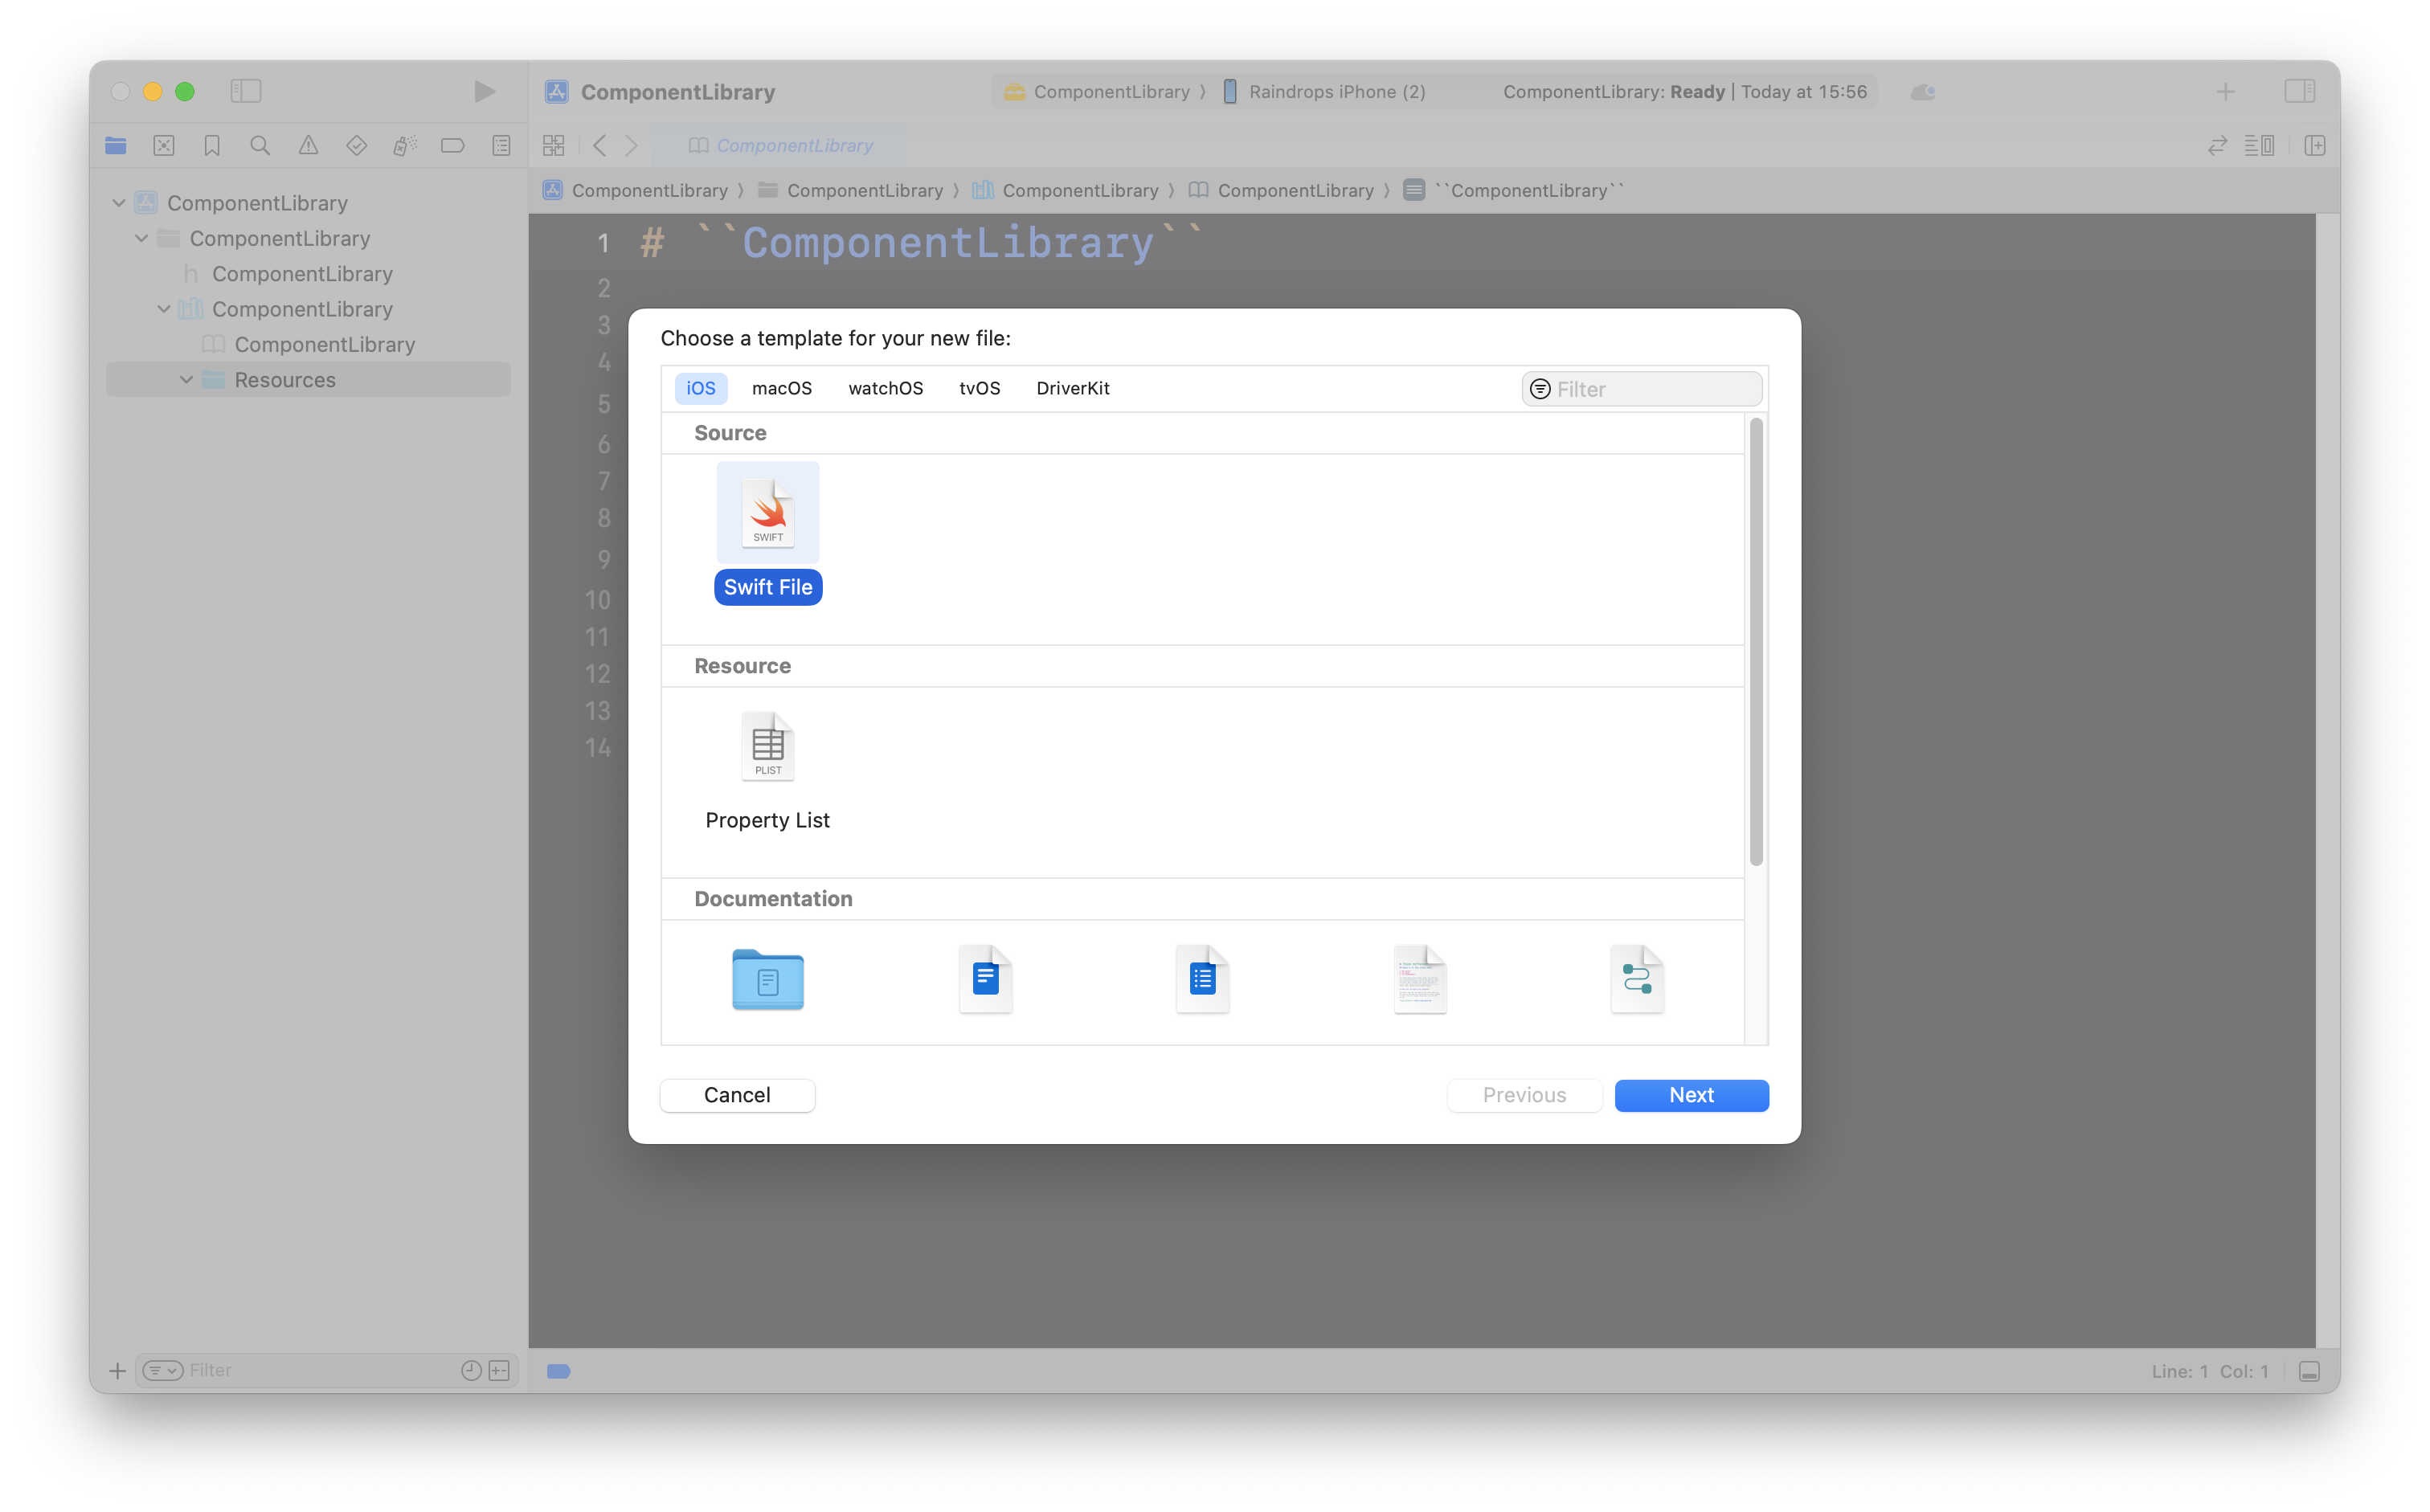 ComponentLibrary
ComponentLibrary ⟩ Raindrops iPhone (2)
ComponentLibrary: Ready | Today at 15:56
ComponentLibrary
ComponentLibrary ⟩ ComponentLibrary ⟩ ComponentLibrary ⟩ ComponentLibrary ⟩ ``ComponentLibrary``
ComponentLibrary
ComponentLibrary
h ComponentLibrary
ComponentLibrary
ComponentLibrary
Resources
1 # ``ComponentLibrary``
2
3
4
5
6
7
8
9
10
11
12
13
14
Choose a template for your new file:
iOS macOS watchOS tvOS DriverKit
Filter
Source
SWIFT
Swift File
Resource
PLIST
Property List
Documentation
Cancel
Previous
Next
Filter
Line: 1 Col: 1